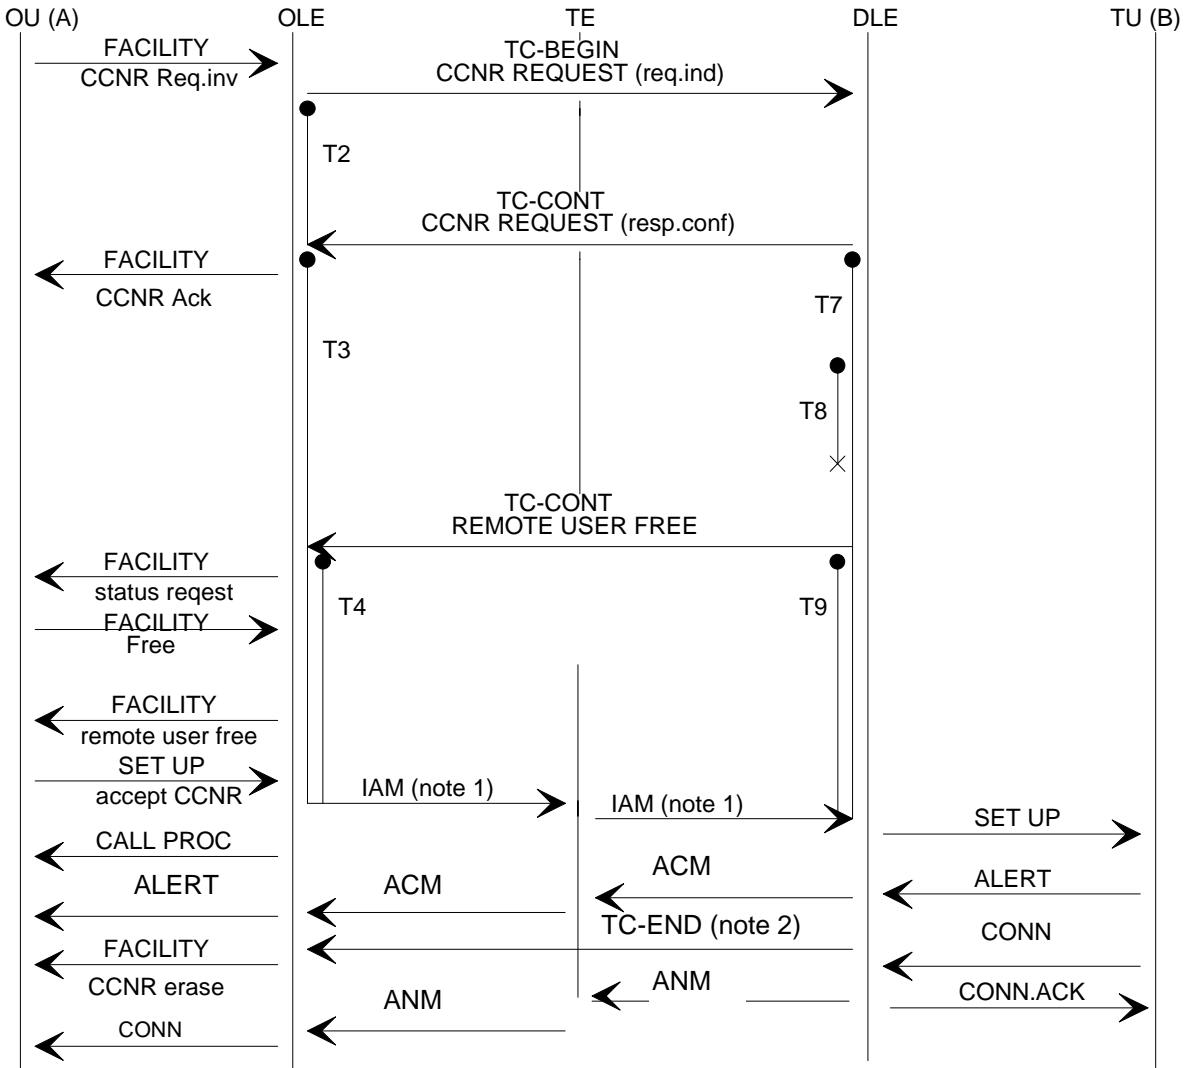 OU (A) OLE TE DLE TU (B)
FACILITY
CCNR Req.inv
TC-BEGIN
CCNR REQUEST (req.ind)
T2
TC-CONT
CCNR REQUEST (resp.conf)
FACILITY
CCNR Ack
T7
T3
T8
TC-CONT
REMOTE USER FREE
FACILITY
status reqest
T4
T9
FACILITY
Free
FACILITY
remote user free
SET UP
accept CCNR
IAM (note 1)
IAM (note 1)
SET UP
CALL PROC
ACM
ALERT
ALERT
ACM
TC-END (note 2)
CONN
FACILITY
CCNR erase
ANM
CONN.ACK
ANM
CONN